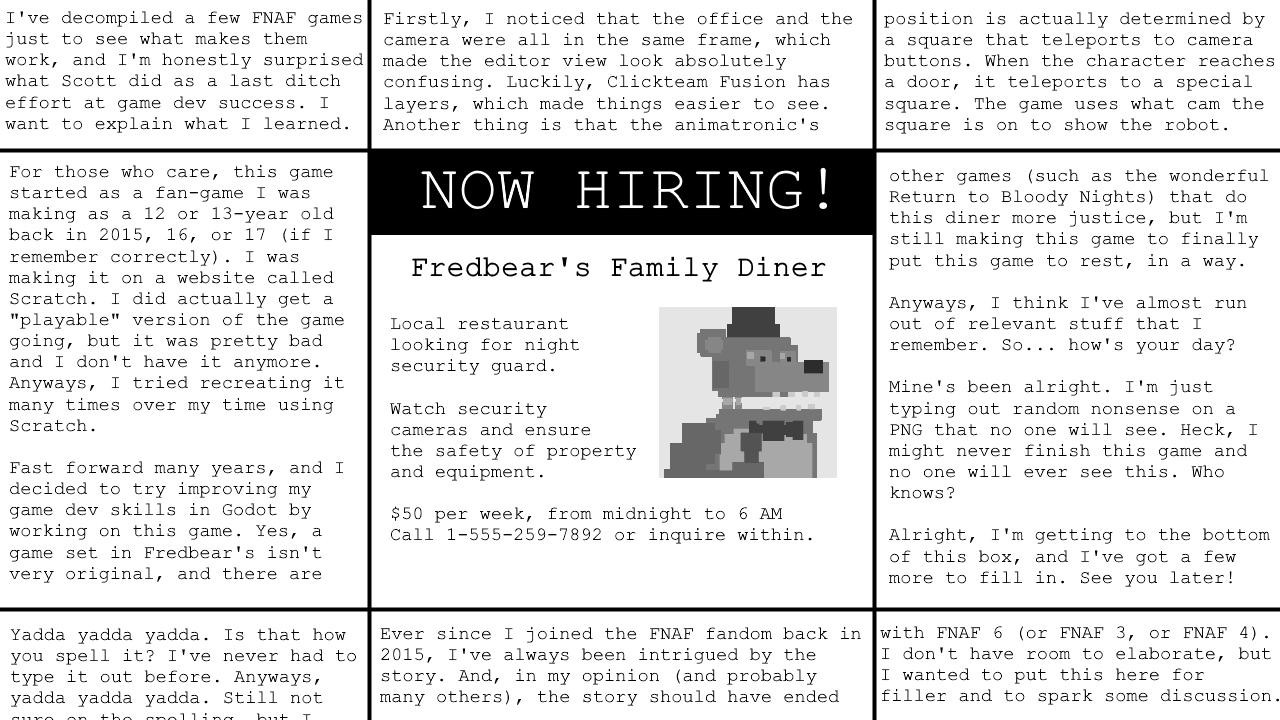 I've decompiled a few FNAF games
just to see what makes them
work, and I'm honestly surprised
what Scott did as a last ditch
effort at game dev success. I
want to explain what I learned.
Firstly, I noticed that the office and the
camera were all in the same frame, which
made the editor view look absolutely
confusing. Luckily, Clickteam Fusion has
layers, which made things easier to see.
Another thing is that the animatronic's
position is actually determined by
a square that teleports to camera
buttons. When the character reaches
a door, it teleports to a special
square. The game uses what cam the
square is on to show the robot.
For those who care, this game
started as a fan-game I was
making as a 12 or 13-year old
back in 2015, 16, or 17 (if I
remember correctly). I was
making it on a website called
Scratch. I did actually get a
"playable" version of the game
going, but it was pretty bad
and I don't have it anymore.
Anyways, I tried recreating it
many times over my time using
Scratch.
Fast forward many years, and I
decided to try improving my
game dev skills in Godot by
working on this game. Yes, a
game set in Fredbear's isn't
very original, and there are
NOW HIRING!
Fredbear's Family Diner
Local restaurant
looking for night
security guard.
Watch security
cameras and ensure
the safety of property
and equipment.
$50 per week, from midnight to 6 AM
Call 1-555-259-7892 or inquire within.
other games (such as the wonderful
Return to Bloody Nights) that do
this diner more justice, but I'm
still making this game to finally
put this game to rest, in a way.
Anyways, I think I've almost run
out of relevant stuff that I
remember. So... how's your day?
Mine's been alright. I'm just
typing out random nonsense on a
PNG that no one will see. Heck, I
might never finish this game and
no one will ever see this. Who
knows?
Alright, I'm getting to the bottom
of this box, and I've got a few
more to fill in. See you later!
Yadda yadda yadda. Is that how
you spell it? I've never had to
type it out before. Anyways,
yadda yadda yadda. Still not
sure on the spelling, but I
Ever since I joined the FNAF fandom back in
2015, I've always been intrigued by the
story. And, in my opinion (and probably
many others), the story should have ended
with FNAF 6 (or FNAF 3, or FNAF 4).
I don't have room to elaborate, but
I wanted to put this here for
filler and to spark some discussion.